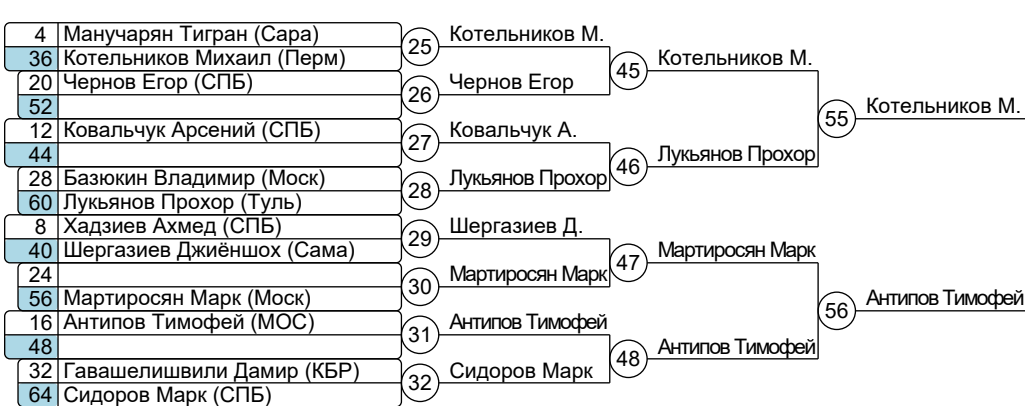 4 Манучарян Тигран (Сара)
36 Котельников Михаил (Перм)
20 Чернов Егор (СПБ)
52
12 Ковальчук Арсений (СПБ)
44
28 Базюкин Владимир (Моск)
60 Лукьянов Прохор (Туль)
8 Хадзиев Ахмед (СПБ)
40 Шергазиев Джиёншох (Сама)
24
56 Мартиросян Марк (Моск)
16 Антипов Тимофей (МОС)
48
32 Гавашелишвили Дамир (КБР)
64 Сидоров Марк (СПБ)
25 Котельников М.
26 Чернов Егор
27 Ковальчук А.
28 Лукьянов Прохор
29 Шергазиев Д.
30 Мартиросян Марк
31 Антипов Тимофей
32 Сидоров Марк
45 Котельников М.
46 Лукьянов Прохор
47 Мартиросян Марк
48 Антипов Тимофей
55 Котельников М.
56 Антипов Тимофей